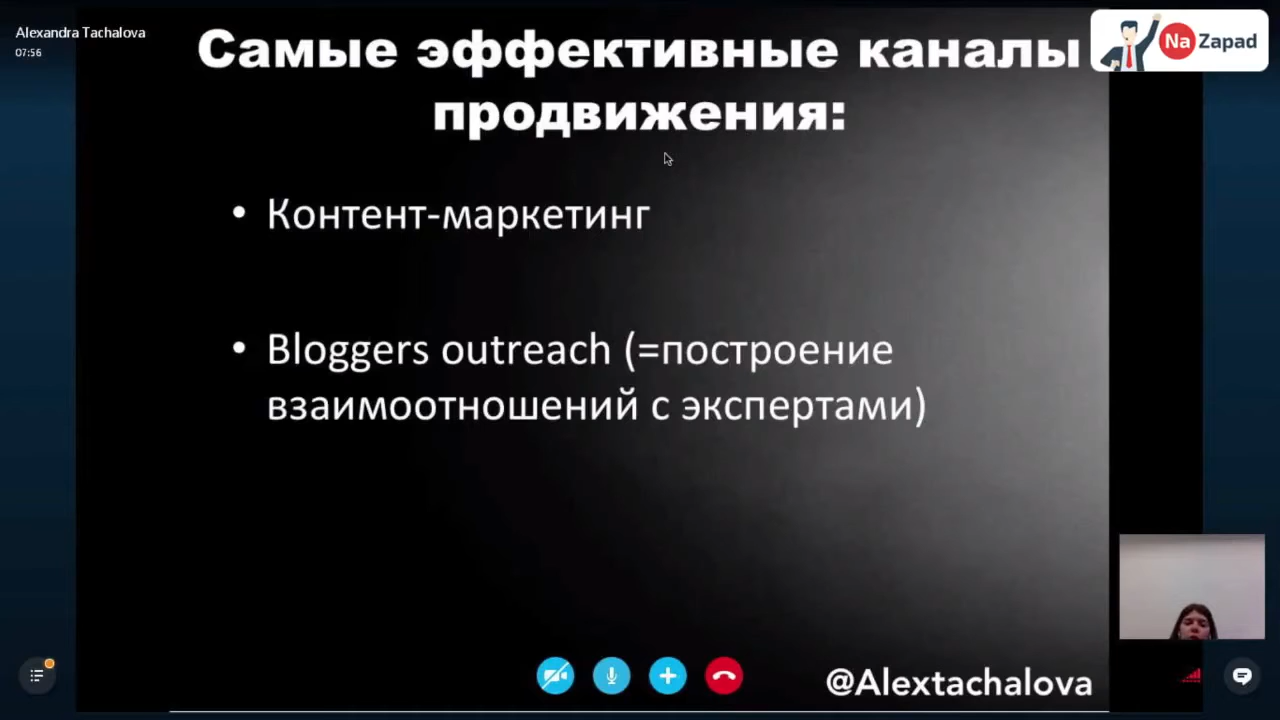 Alexandra Tachalova
07:56
Na Zapad
Самые эффективные каналы
продвижения:
• Контент-маркетинг
• Bloggers outreach (=построение
взаимоотношений с экспертами)
@Alextachalova